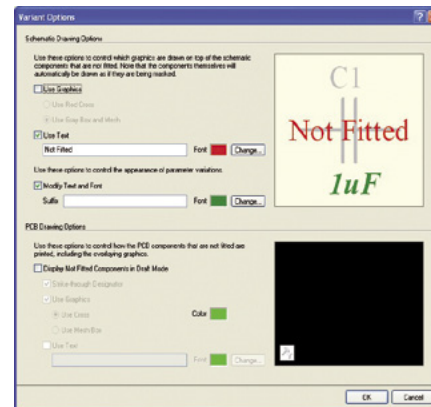 Variant Options
Schematic Drawing Options
Use these options to control which graphics are drawn on top of the schematic
components that are not fitted. Note that the components themselves will
automatically be drawn as if they are being masked.
Use Graphics
Use Red Cross
Use Grey Box and Mesh
Use Text
Not Fitted
Font
Change...
Use these options to control the appearance of parameter variations.
Modify Text and Font
Suffix
Font
Change...
C1
Not Fitted
1uF
PCB Drawing Options
Use these options to control how the PCB components that are not fitted are
printed, including the overlaying graphics.
Display Not Fitted Components in Draft Mode
Strike-through Designator
Use Graphics
Use Cross
Color
Use Mesh Box
Use Text
Font
Change...
OK
Cancel